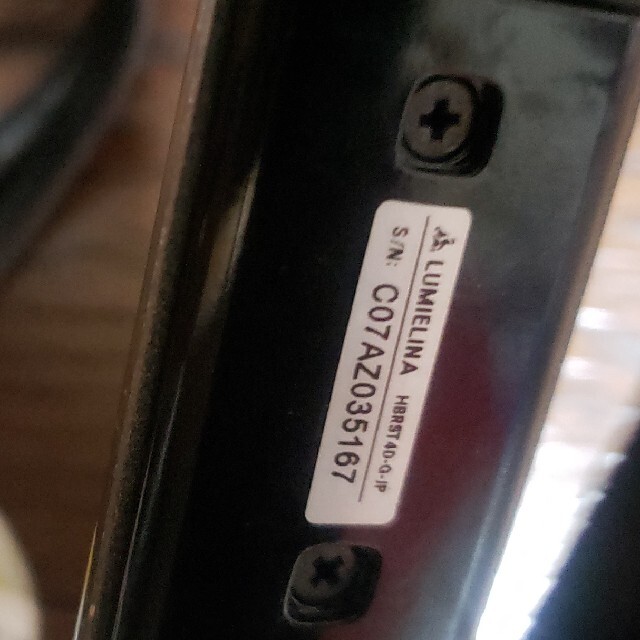 LUMIELINA HBRST4D-G-JP
S/N: C07AZ035167